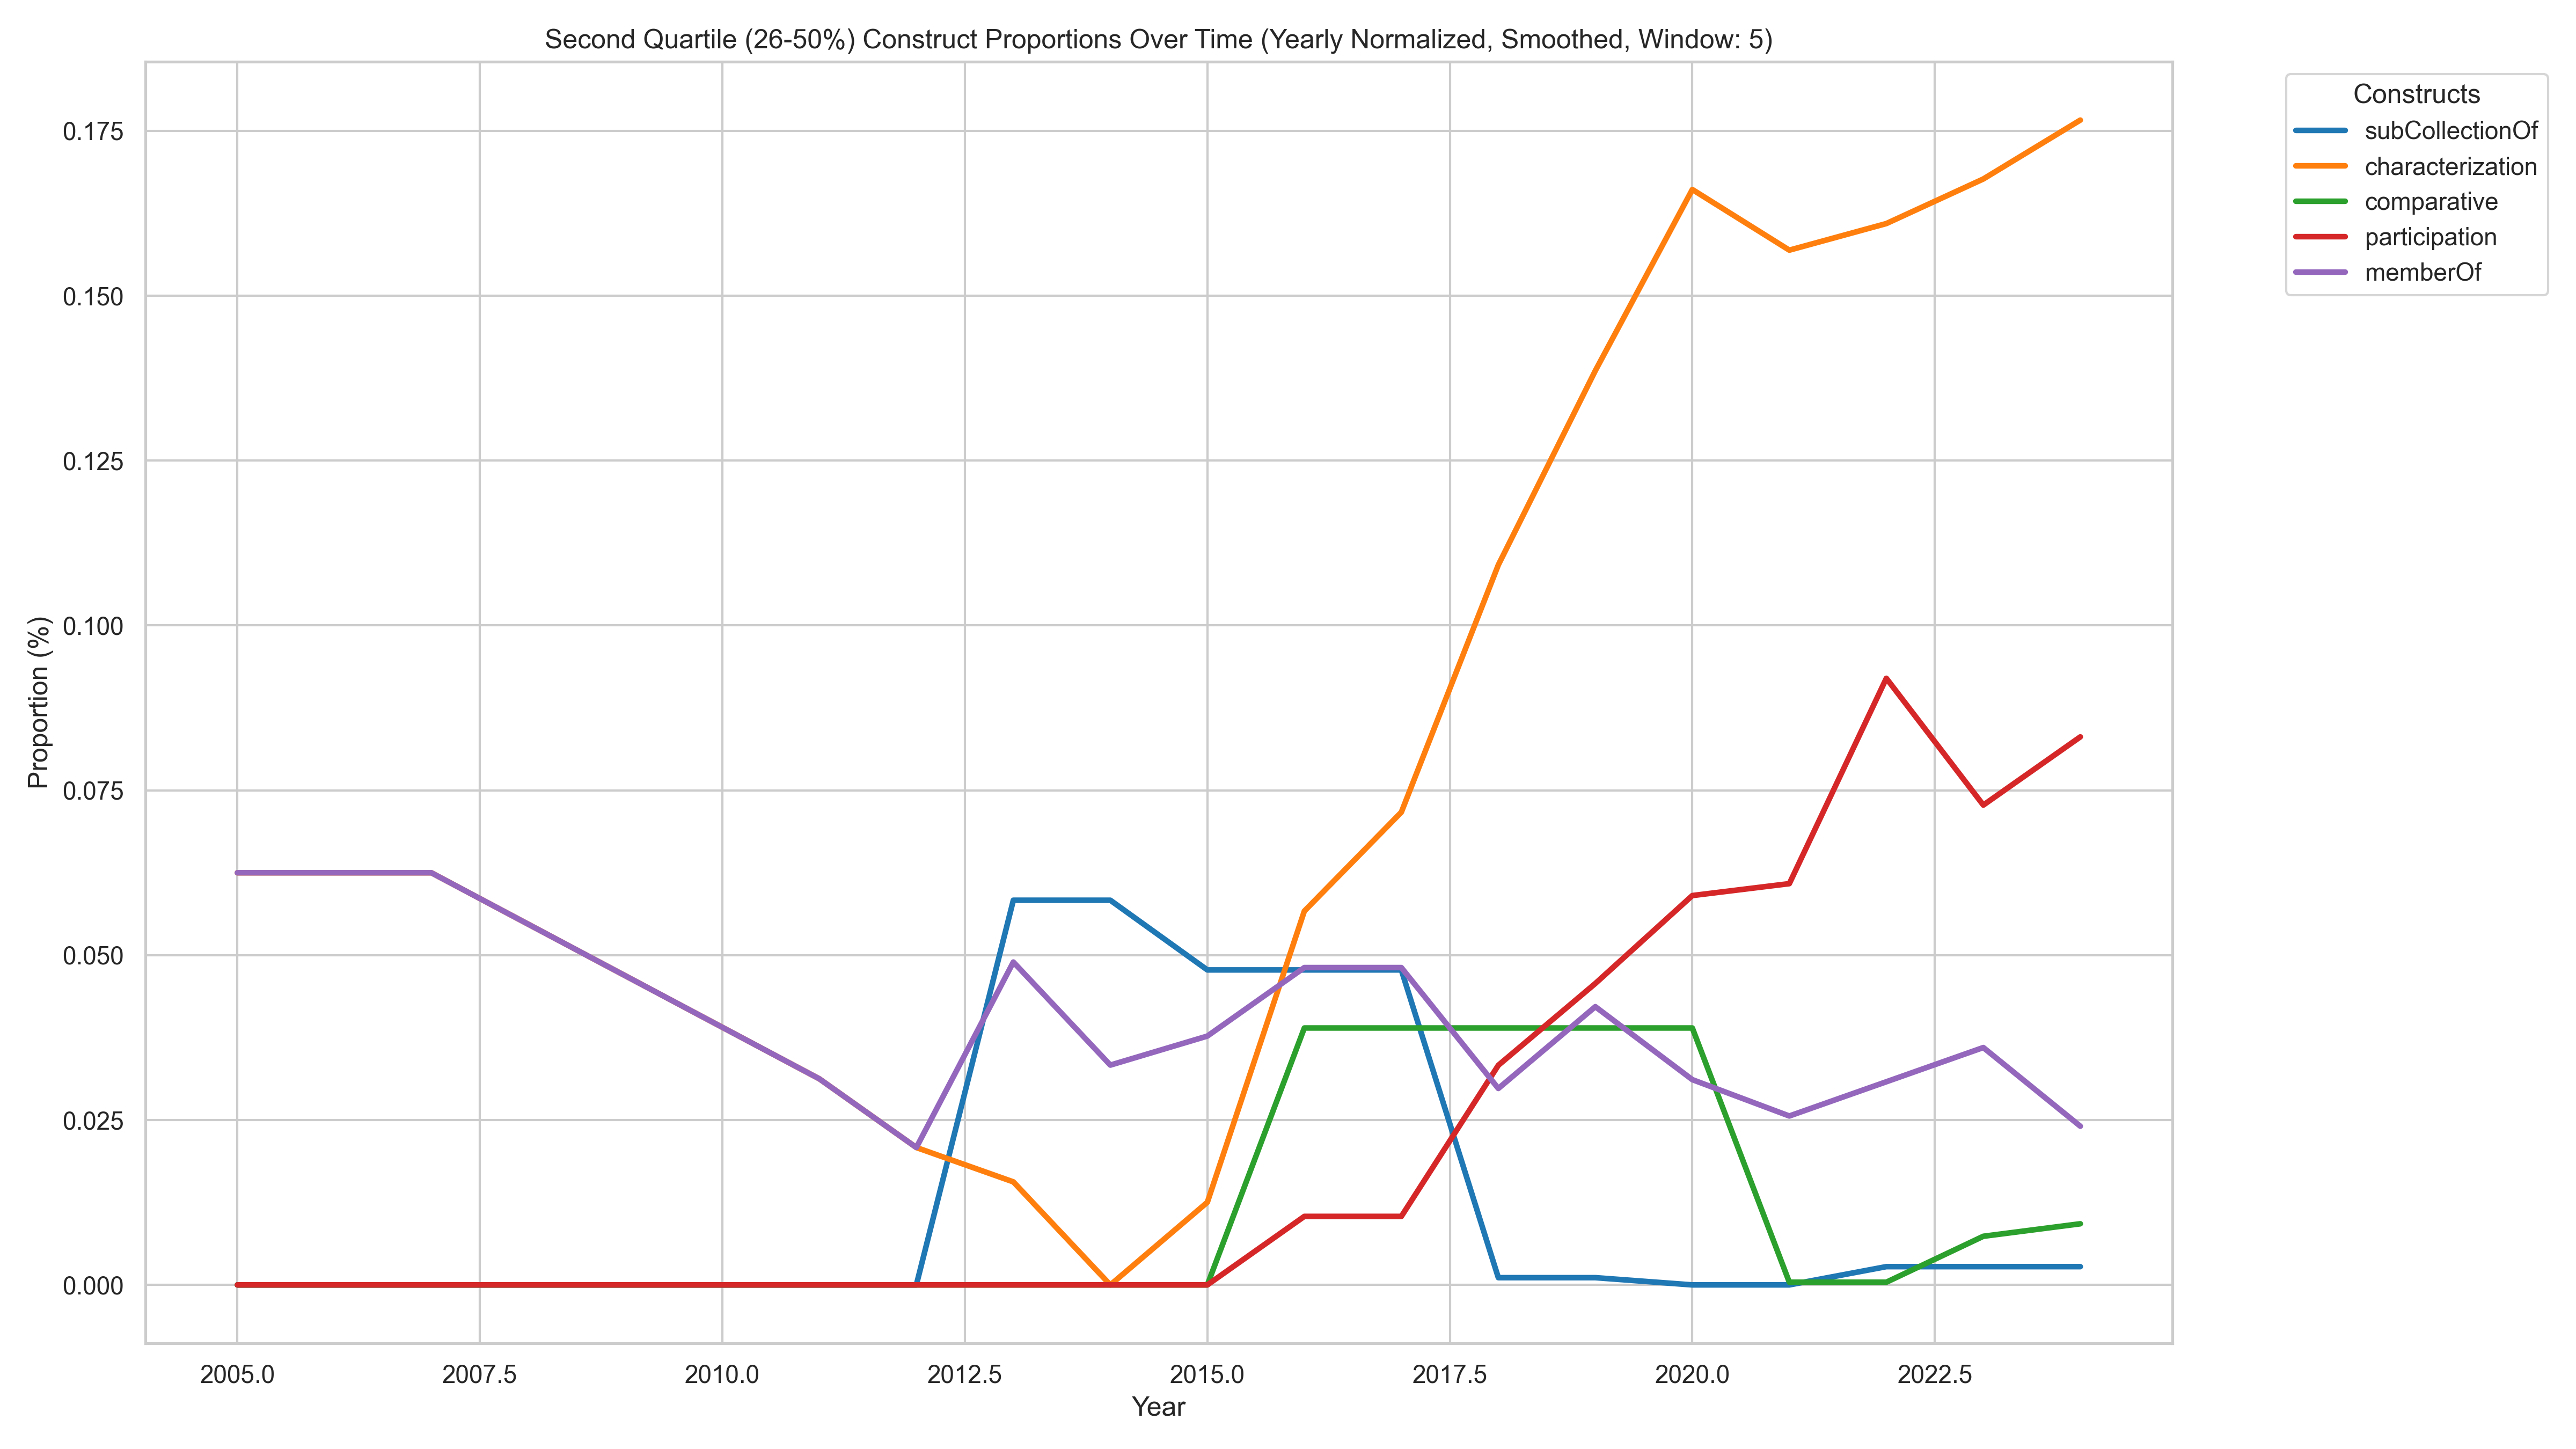 Second Quartile (26-50%) Construct Proportions Over Time (Yearly Normalized, Smoothed, Window: 5)
Constructs
subCollectionOf
characterization
comparative
participation
memberOf
Proportion (%)
0.175
0.150
0.125
0.100
0.075
0.050
0.025
0.000
2005.0 2007.5 2010.0 2012.5 2015.0 2017.5 2020.0 2022.5
Year